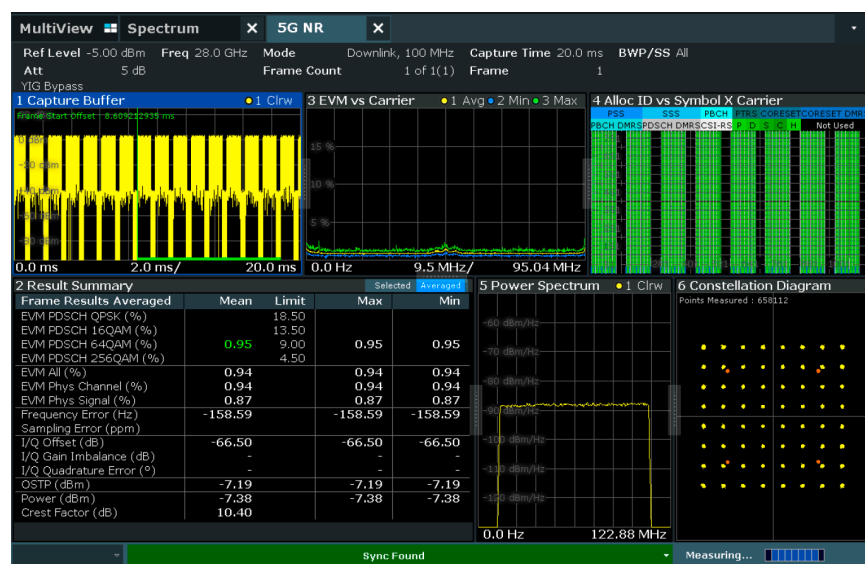 MultiView Spectrum X 5G NR X
Ref Level -5.00 dBm Freq 28.0 GHz Mode Downlink, 100 MHz Capture Time 20.0 ms BWP/SS All
Att 5 dB Frame Count 1 of 1(1) Frame 1
YIG Bypass
1 Capture Buffer 1 Clrw
Frame Start Offset : 8.609212935 ms
0.0 ms 2.0 ms/ 20.0 ms
3 EVM vs Carrier 1 Avg 2 Min 3 Max
15 %
10 %
5 %
0.0 Hz 9.5 MHz/ 95.04 MHz
4 Alloc ID vs Symbol X Carrier
PSS SSS PBCH PTRS CORESET CORESET DMRS
PBCH DMRS PDSCH DMRS CSI-RS P D S C H Not Used
2 Result Summary Selected Averaged
Frame Results Averaged Mean Limit Max Min
EVM PDSCH QPSK (%) 18.50
EVM PDSCH 16QAM (%) 13.50
EVM PDSCH 64QAM (%) 0.95 9.00 0.95 0.95
EVM PDSCH 256QAM (%) 4.50
EVM All (%) 0.94 0.94 0.94
EVM Phys Channel (%) 0.94 0.94 0.94
EVM Phys Signal (%) 0.87 0.87 0.87
Frequency Error (Hz) -158.59 -158.59 -158.59
Sampling Error (ppm)
I/Q Offset (dB) -66.50 -66.50 -66.50
I/Q Gain Imbalance (dB) - - -
I/Q Quadrature Error (º) - - -
OSTP (dBm) -7.19 -7.19 -7.19
Power (dBm) -7.38 -7.38 -7.38
Crest Factor (dB) 10.40
5 Power Spectrum 1 Clrw
-60 dBm/Hz
-70 dBm/Hz
-80 dBm/Hz
-90 dBm/Hz
-100 dBm/Hz
-110 dBm/Hz
-120 dBm/Hz
0.0 Hz 122.88 MHz
6 Constellation Diagram
Points Measured : 658112
Sync Found Measuring...